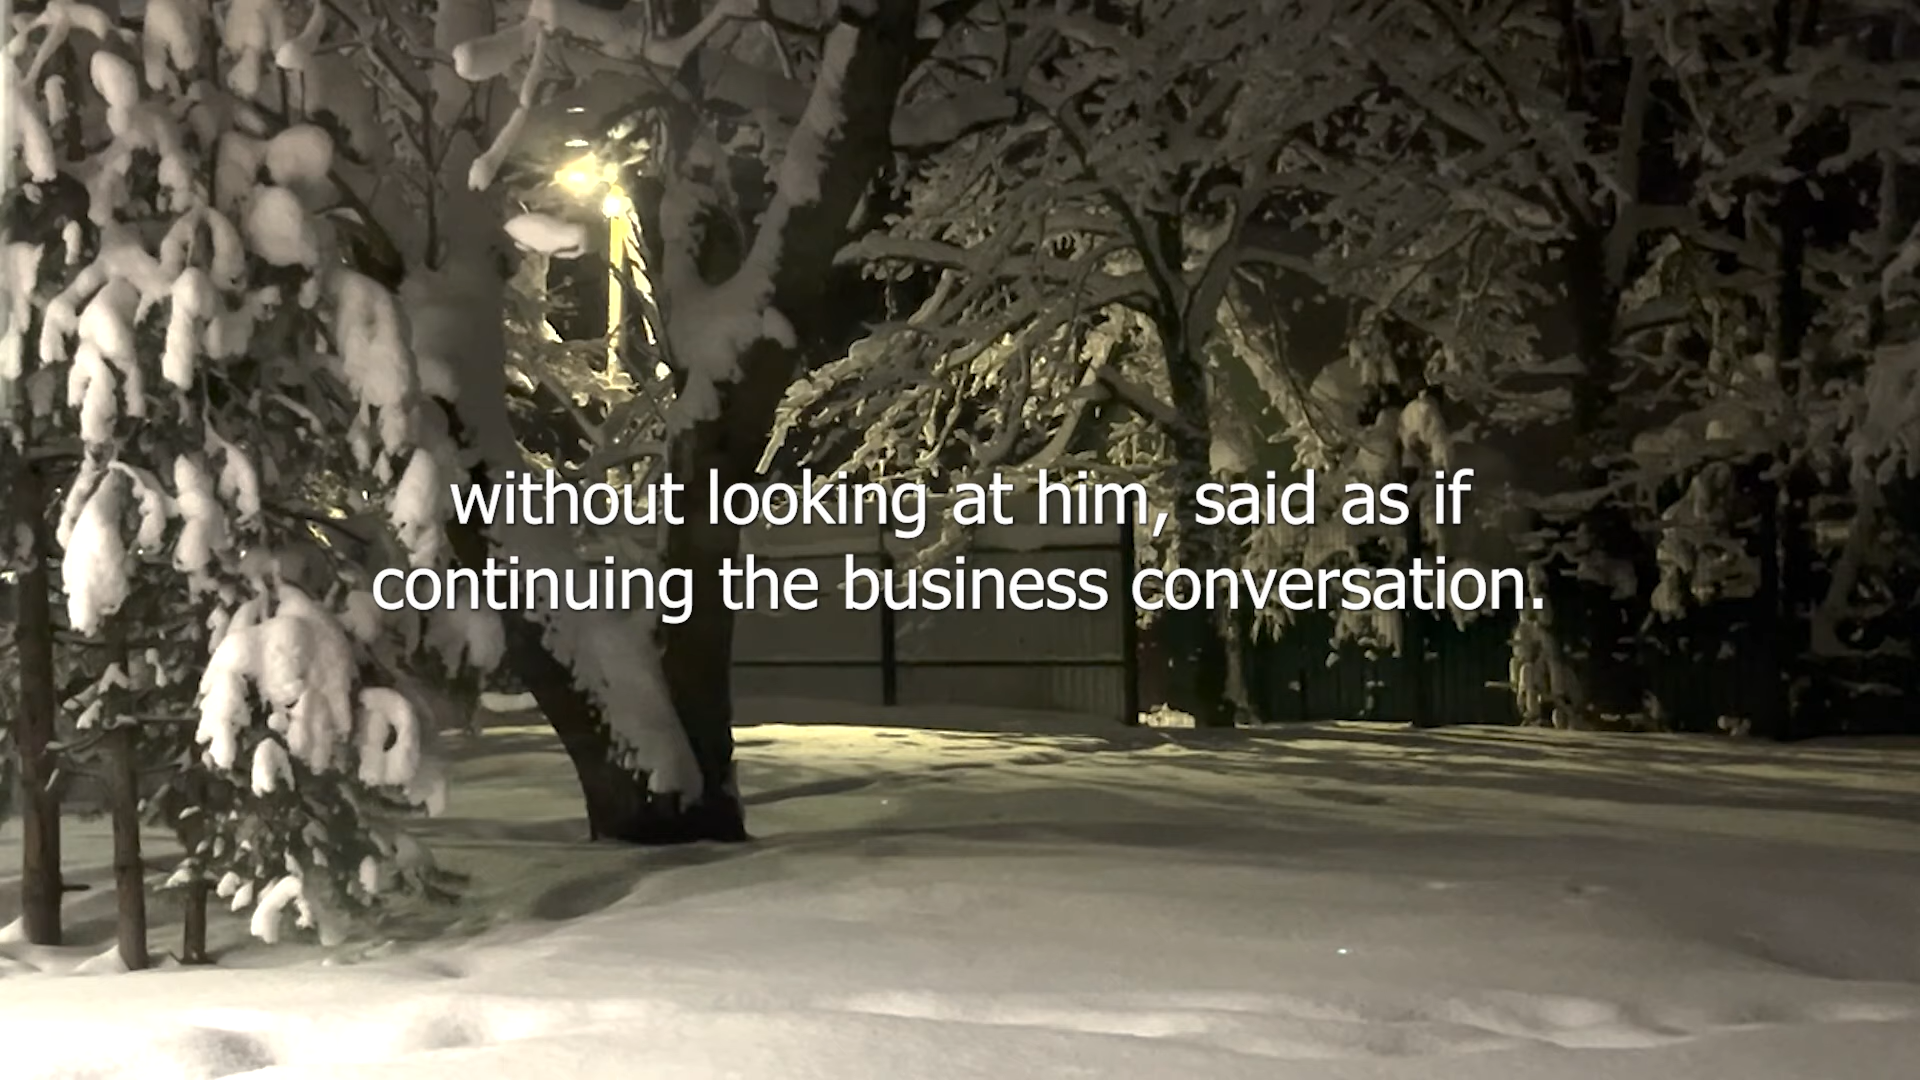 without looking at him, said as if
continuing the business conversation.